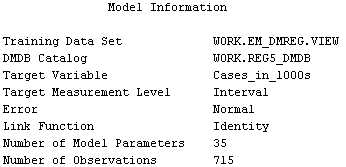 Model Information
Training Data Set WORK.EM_DMREG.VIEW
DMDB Catalog WORK.REG5_DMDB
Target Variable Cases_in_1000s
Target Measurement Level Interval
Error Normal
Link Function Identity
Number of Model Parameters 35
Number of Observations 715